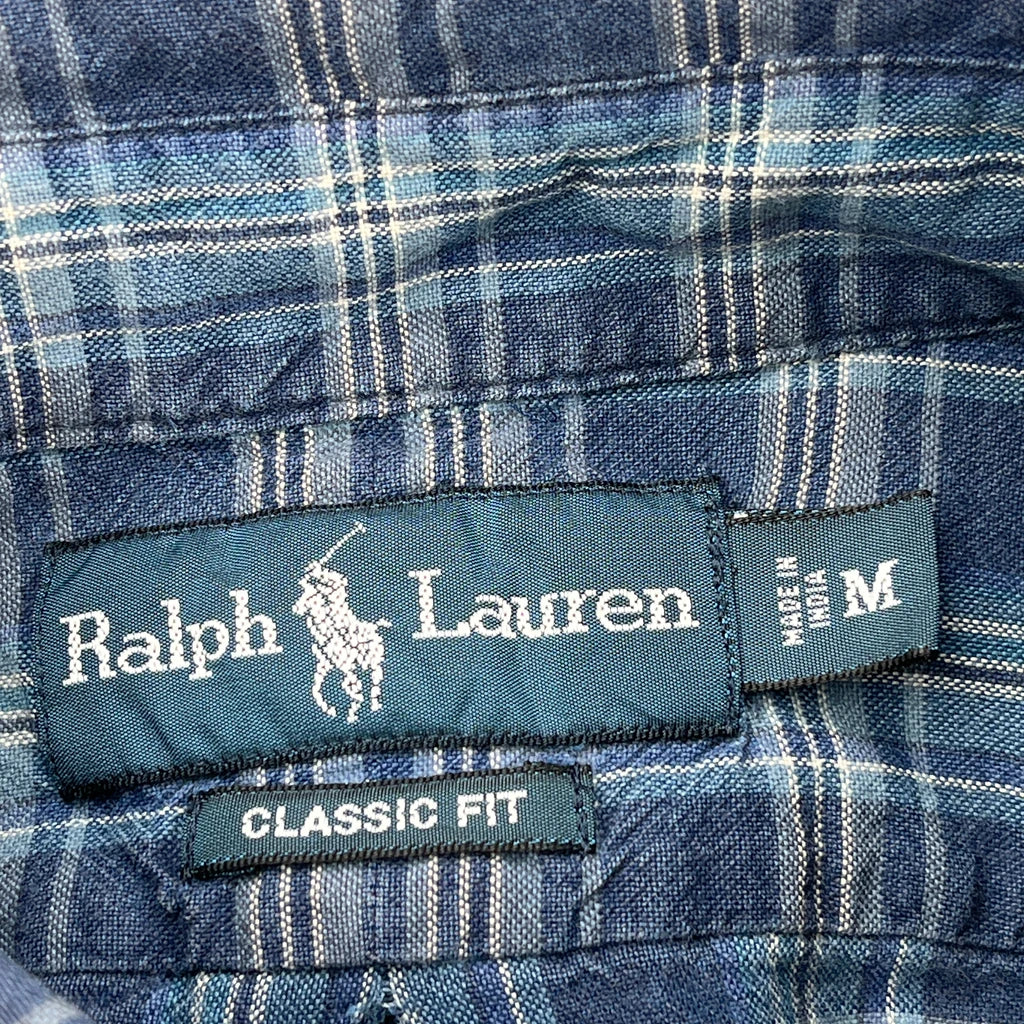 Ralph Lauren
MADE IN
INDIA
M
CLASSIC FIT